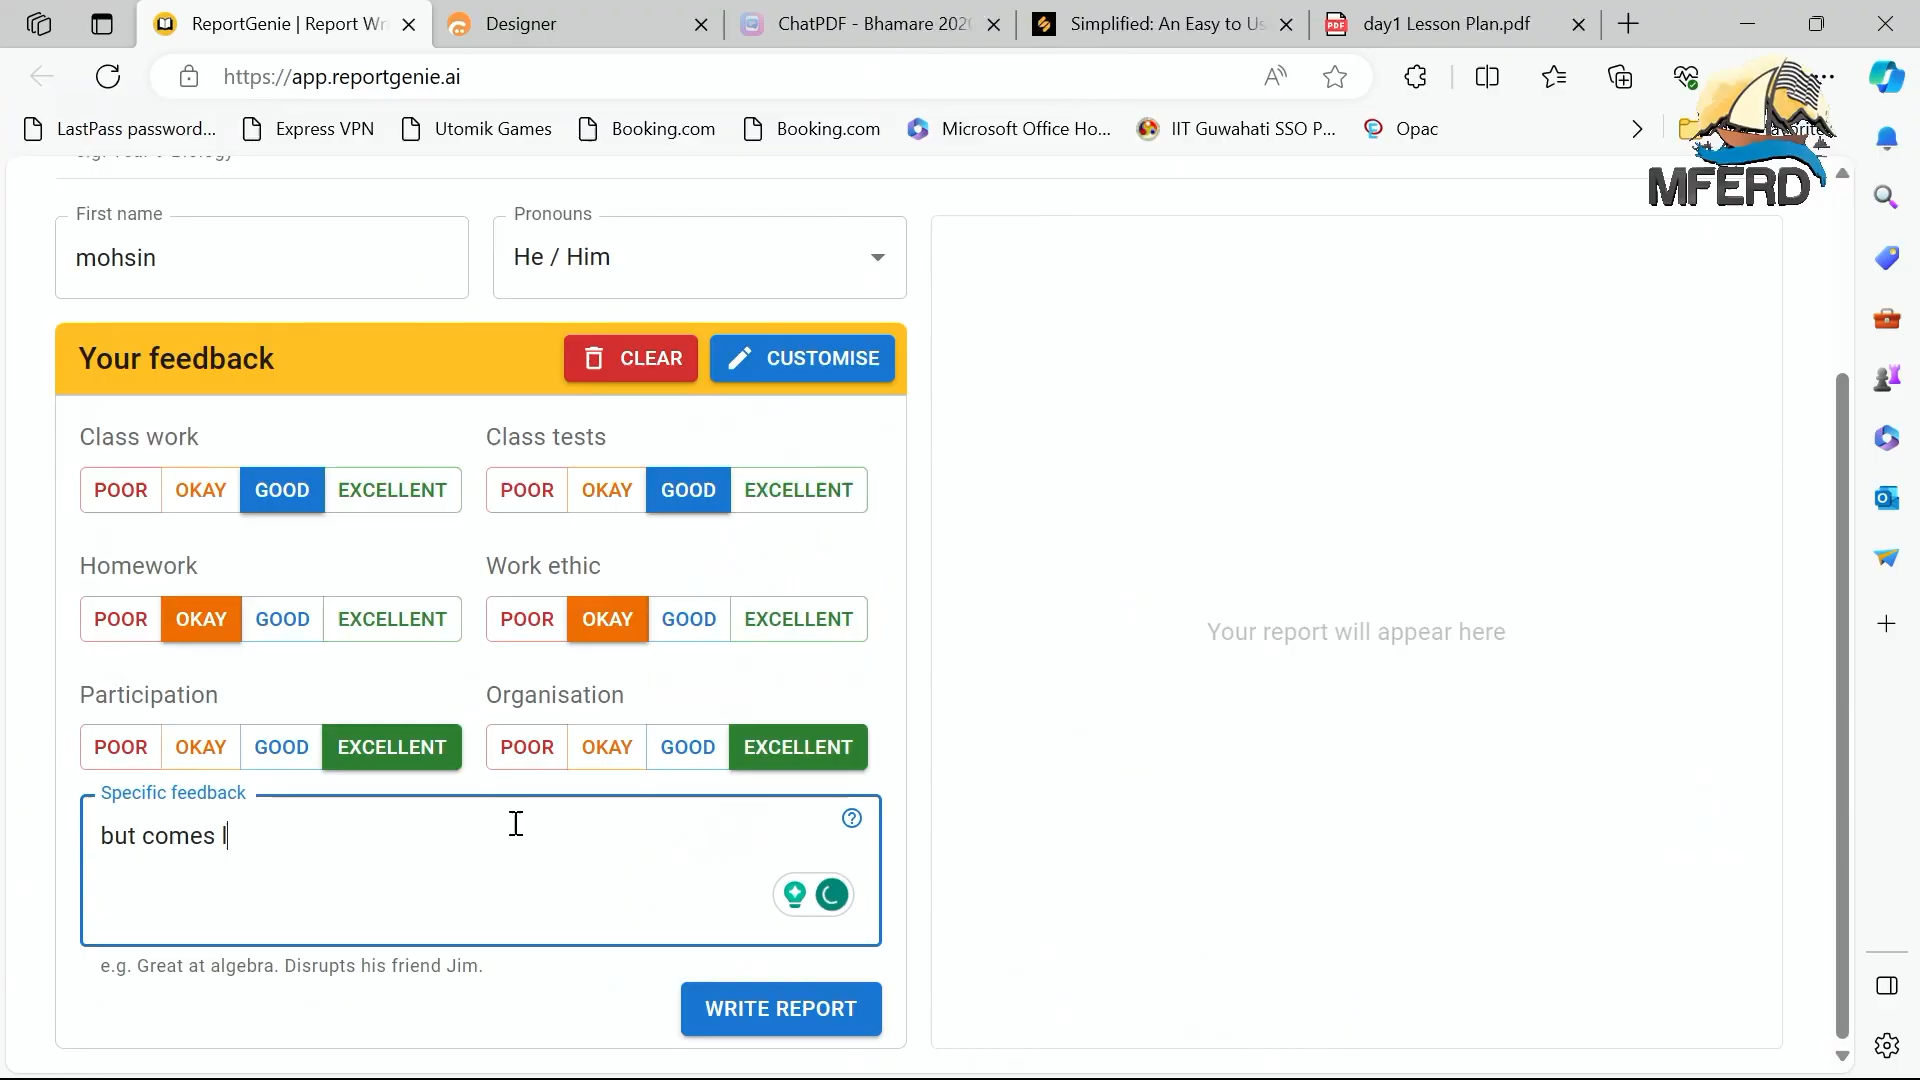 ReportGenie | Report Wr
Designer
ChatPDF - Bhamare 202
Simplified: An Easy to Us
PDF
day1 Lesson Plan.pdf
https://app.reportgenie.ai
LastPass password...
Express VPN
Utomik Games
Booking.com
Booking.com
Microsoft Office Ho...
IIT Guwahati SSO P...
Opac
MFERD
First name
mohsin
Pronouns
He / Him
Your feedback
CLEAR
CUSTOMISE
Class work
POOR OKAY GOOD EXCELLENT
Class tests
POOR OKAY GOOD EXCELLENT
Homework
POOR OKAY GOOD EXCELLENT
Work ethic
POOR OKAY GOOD EXCELLENT
Participation
POOR OKAY GOOD EXCELLENT
Organisation
POOR OKAY GOOD EXCELLENT
Specific feedback
but comes l
e.g. Great at algebra. Disrupts his friend Jim.
WRITE REPORT
Your report will appear here